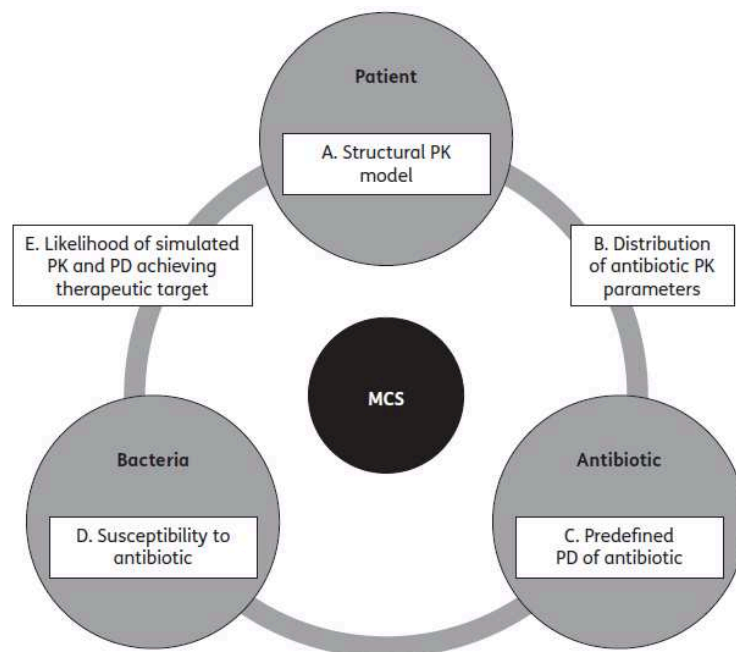 Patient
A. Structural PK
model
E. Likelihood of simulated
PK and PD achieving
therapeutic target
B. Distribution
of antibiotic PK
parameters
MCS
Bacteria
D. Susceptibility to
antibiotic
Antibiotic
C. Predefined
PD of antibiotic